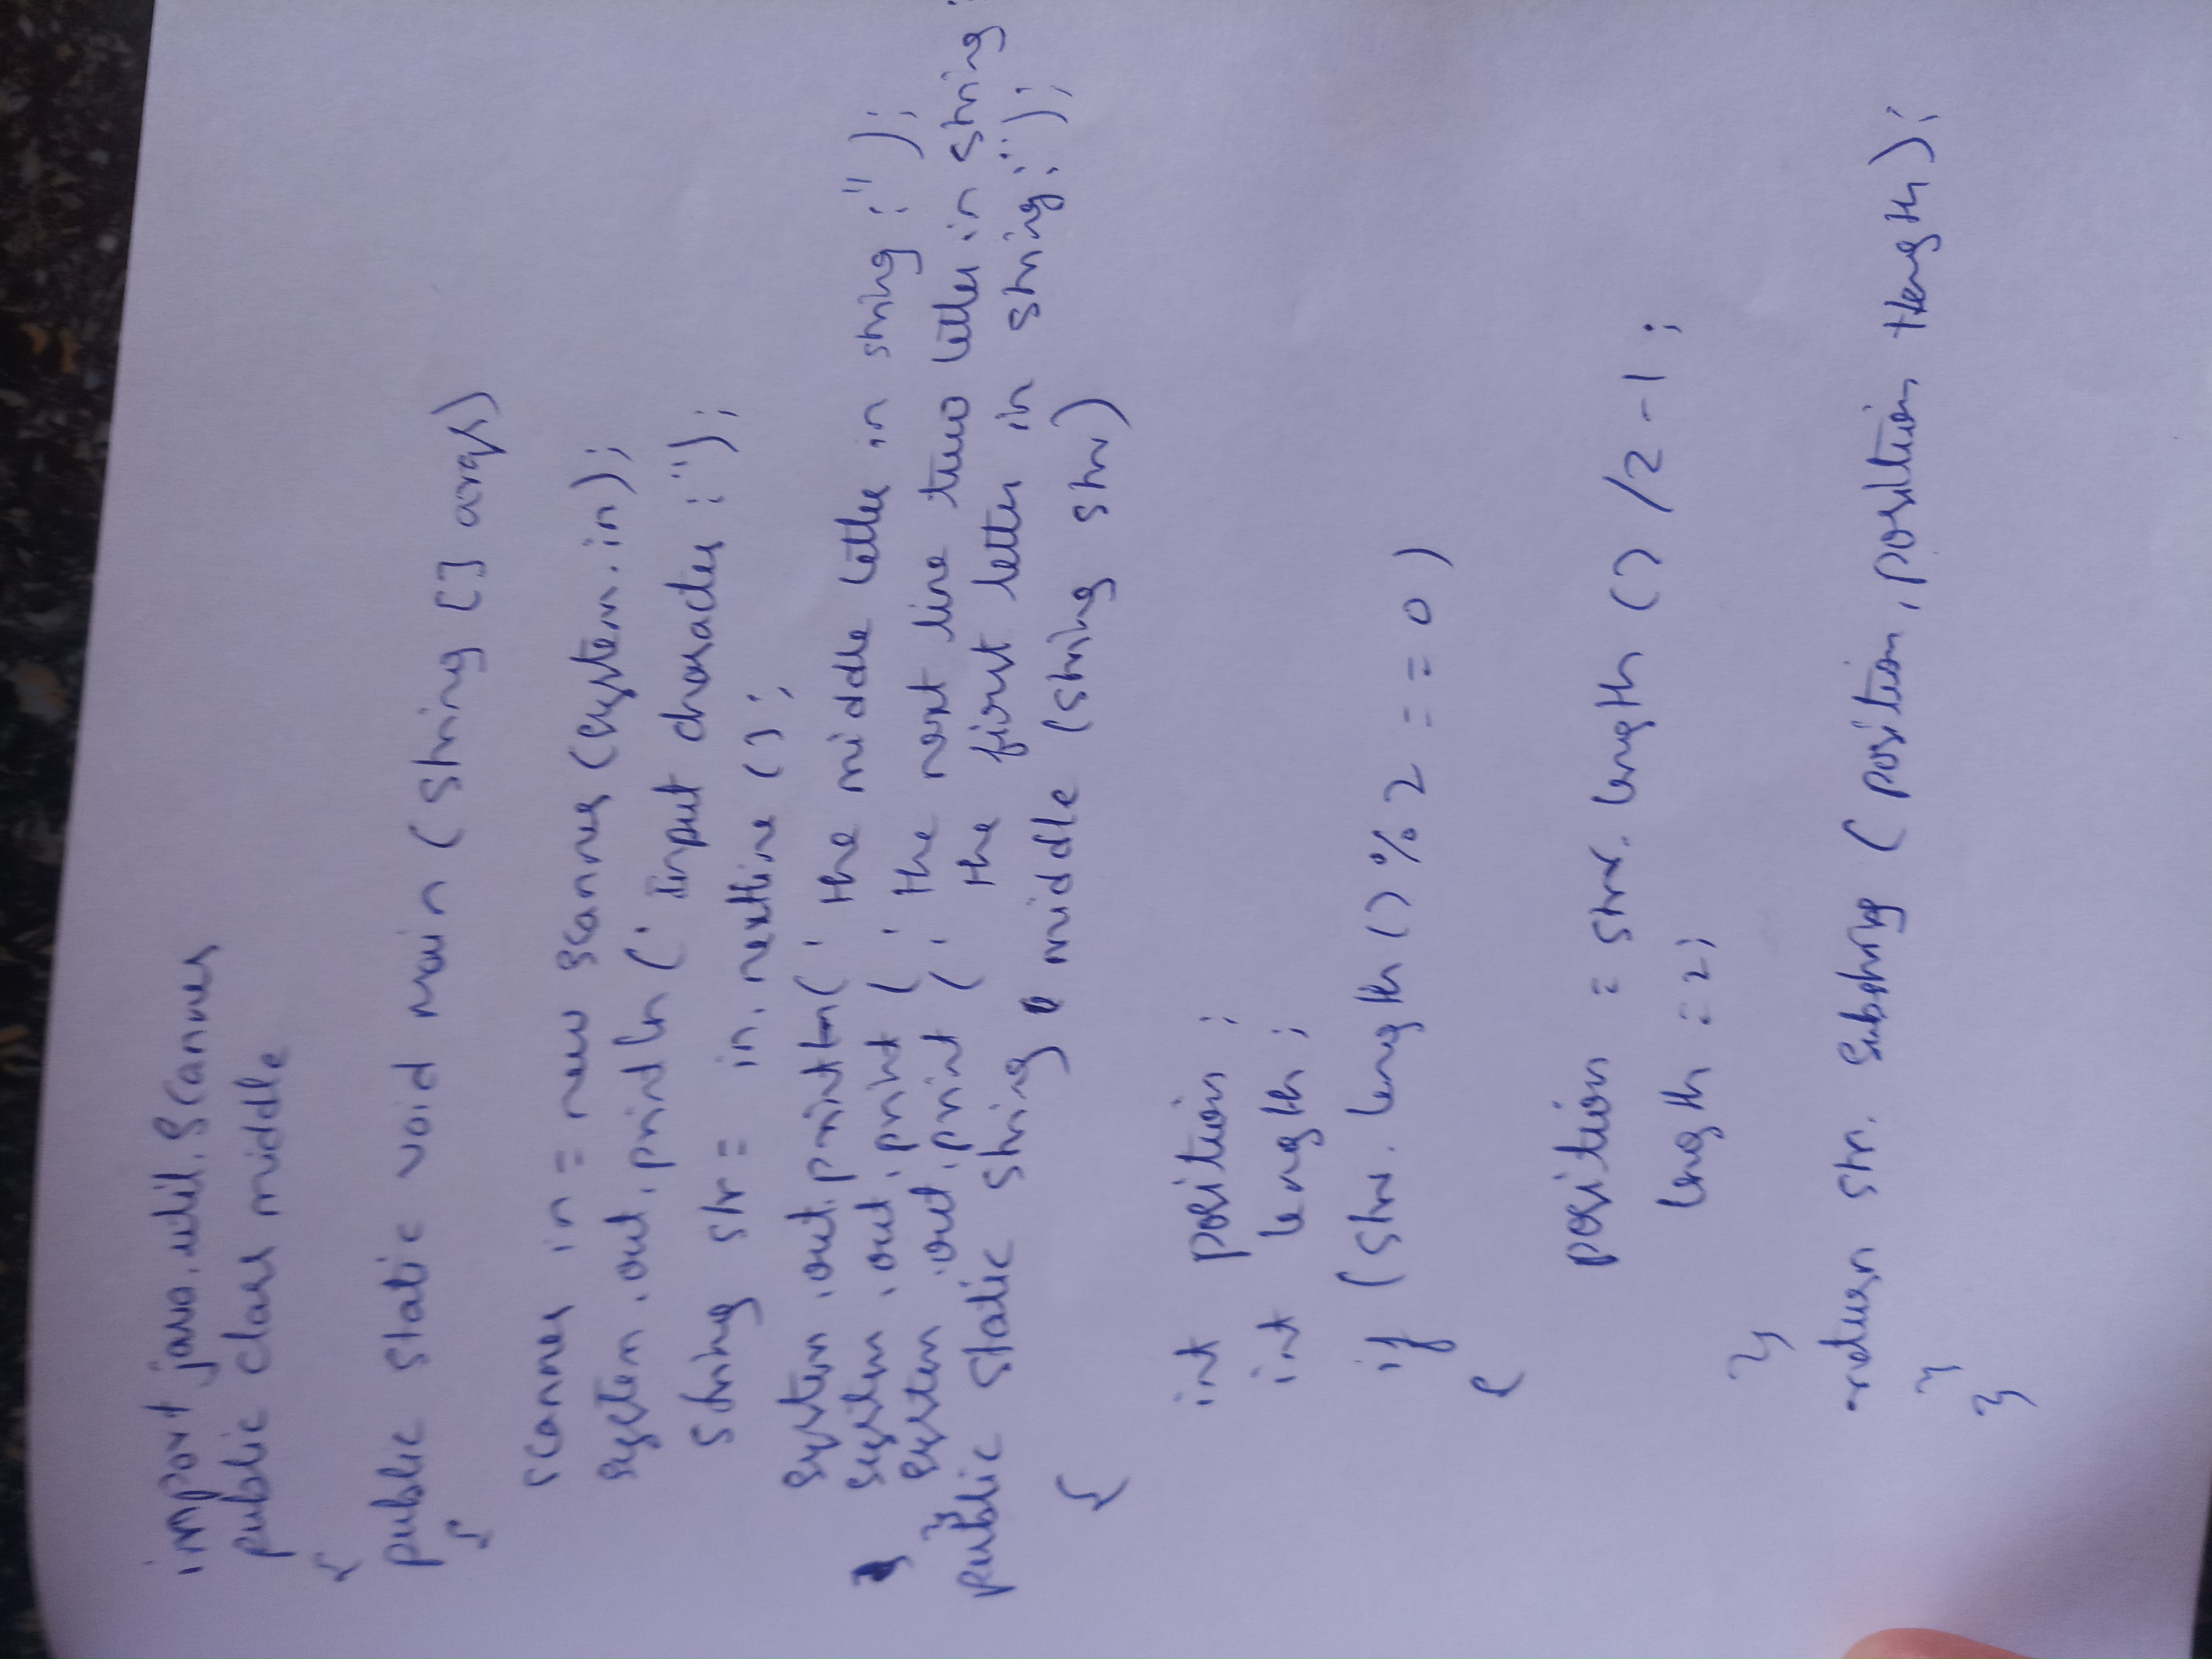 import java.util.Scanner
public class middle
{
public static void main (string [] args)
{
scanner in = new scanner (system.in);
system.out.println (' Input character :");
string str = in.nextline ();
system.out.println (' the middle letter in string :");
system.out.print (' the next line two letter in string :
} system.out.print (' the first letter in string :");
public static string middle (string str)
{
int position ;
int length ;
if (str. length () % 2 == 0)
{
position = str. length () /2 -1 ;
length = 2;
}
return str. substring (position, position +length);
}
}